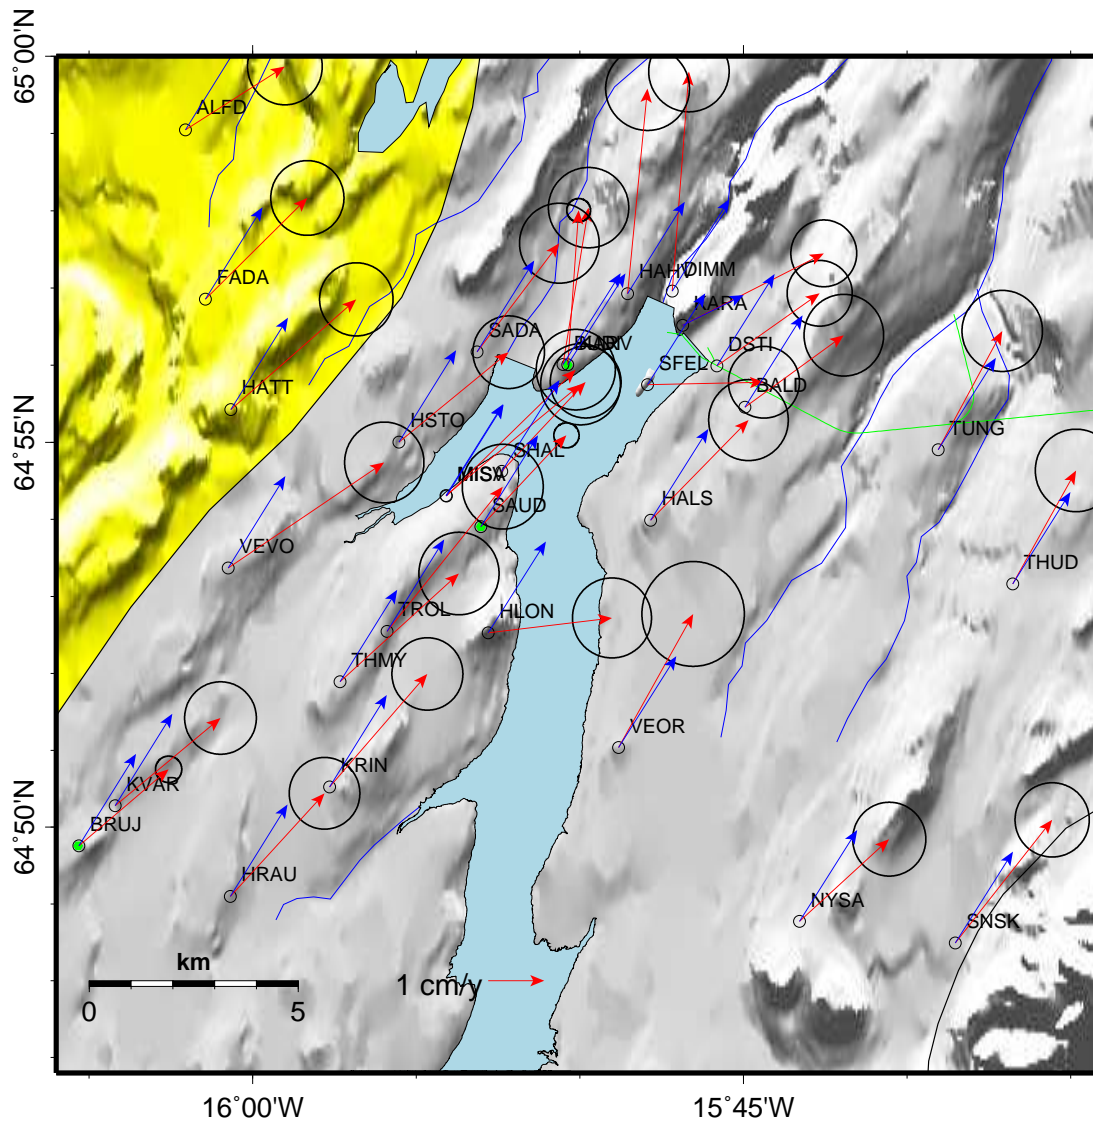 65°00'N
ALFD
FADA
HAHV
DIMM
KARA
SADA
HATT
DSTI
SFEL
BALD
HSTO
TUNG
64°55'N
SHAL
SAUD
HALS
VEVO
THUD
TROL
HLON
THMY
VEOR
KRIN
KVAR
64°50'N
BRUJ
HRAU
NYSA
SNSK
km
1 cm/y
0
5
16°00'W
15°45'W